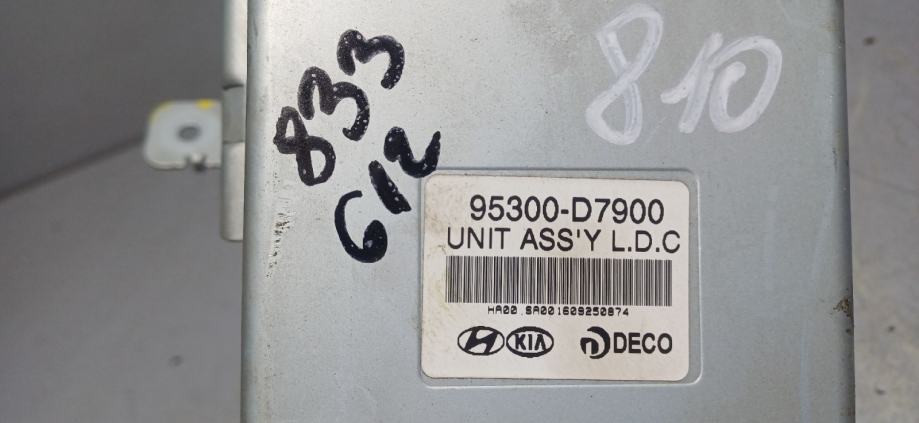 833
612
810
95300-D7900
UNIT ASS'Y L.D.C
HA00 SA001609250874
KIA DECO